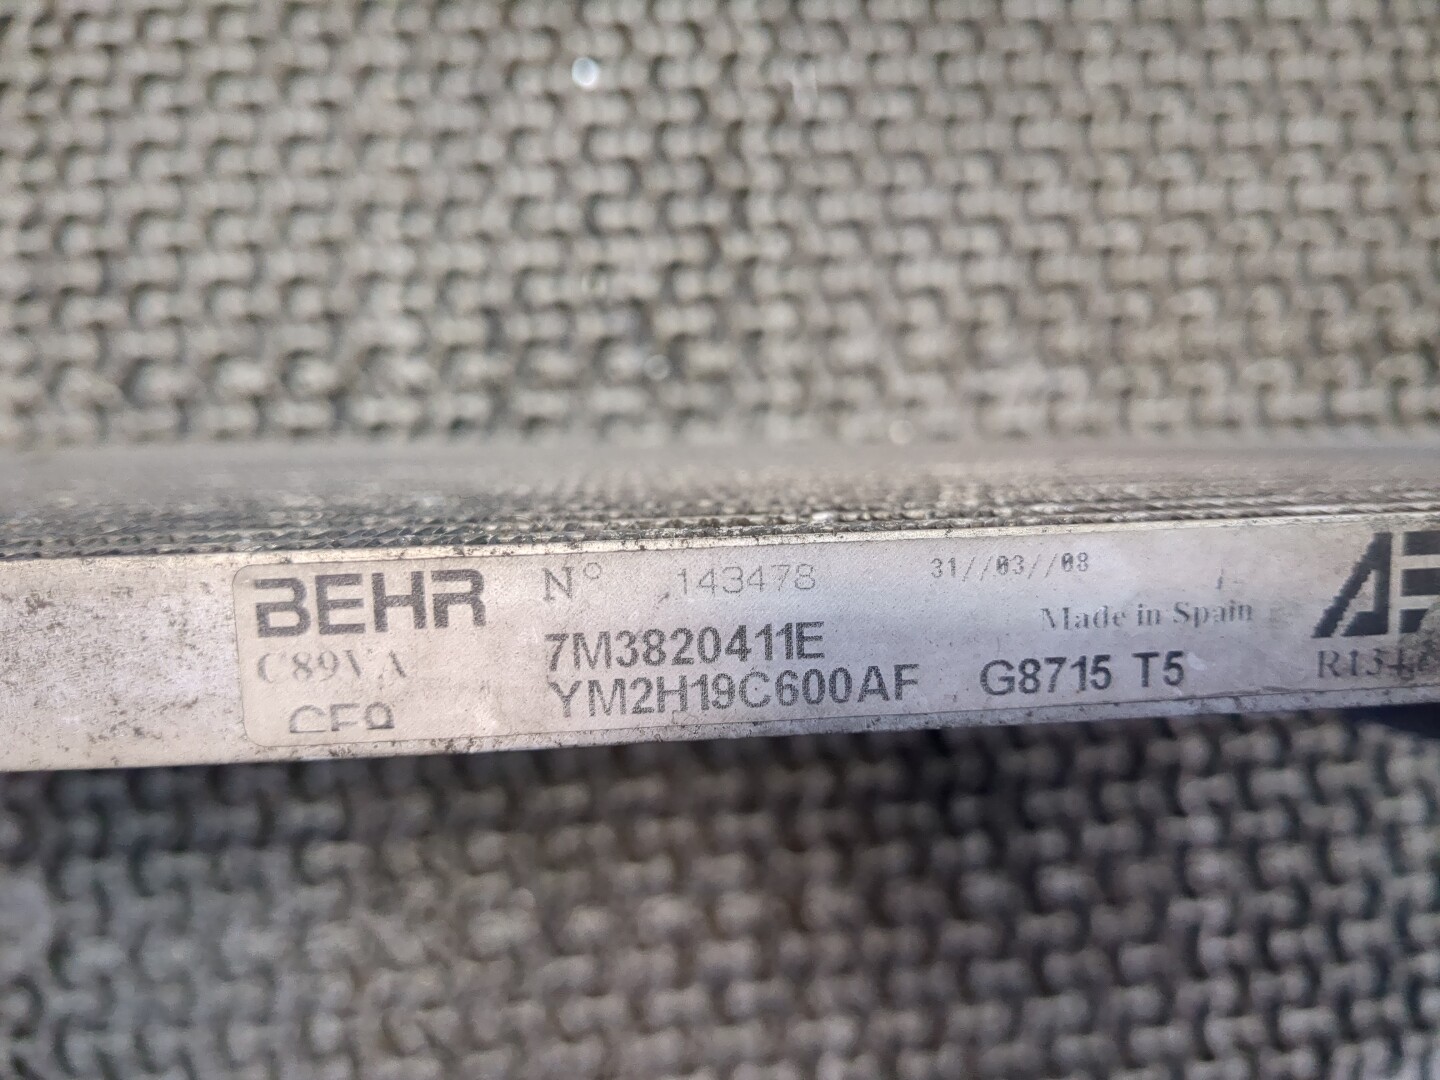 BEHR N° 143478 31//03//08
Made in Spain
C89VA 7M3820411E
YM2H19C600AF G8715 T5